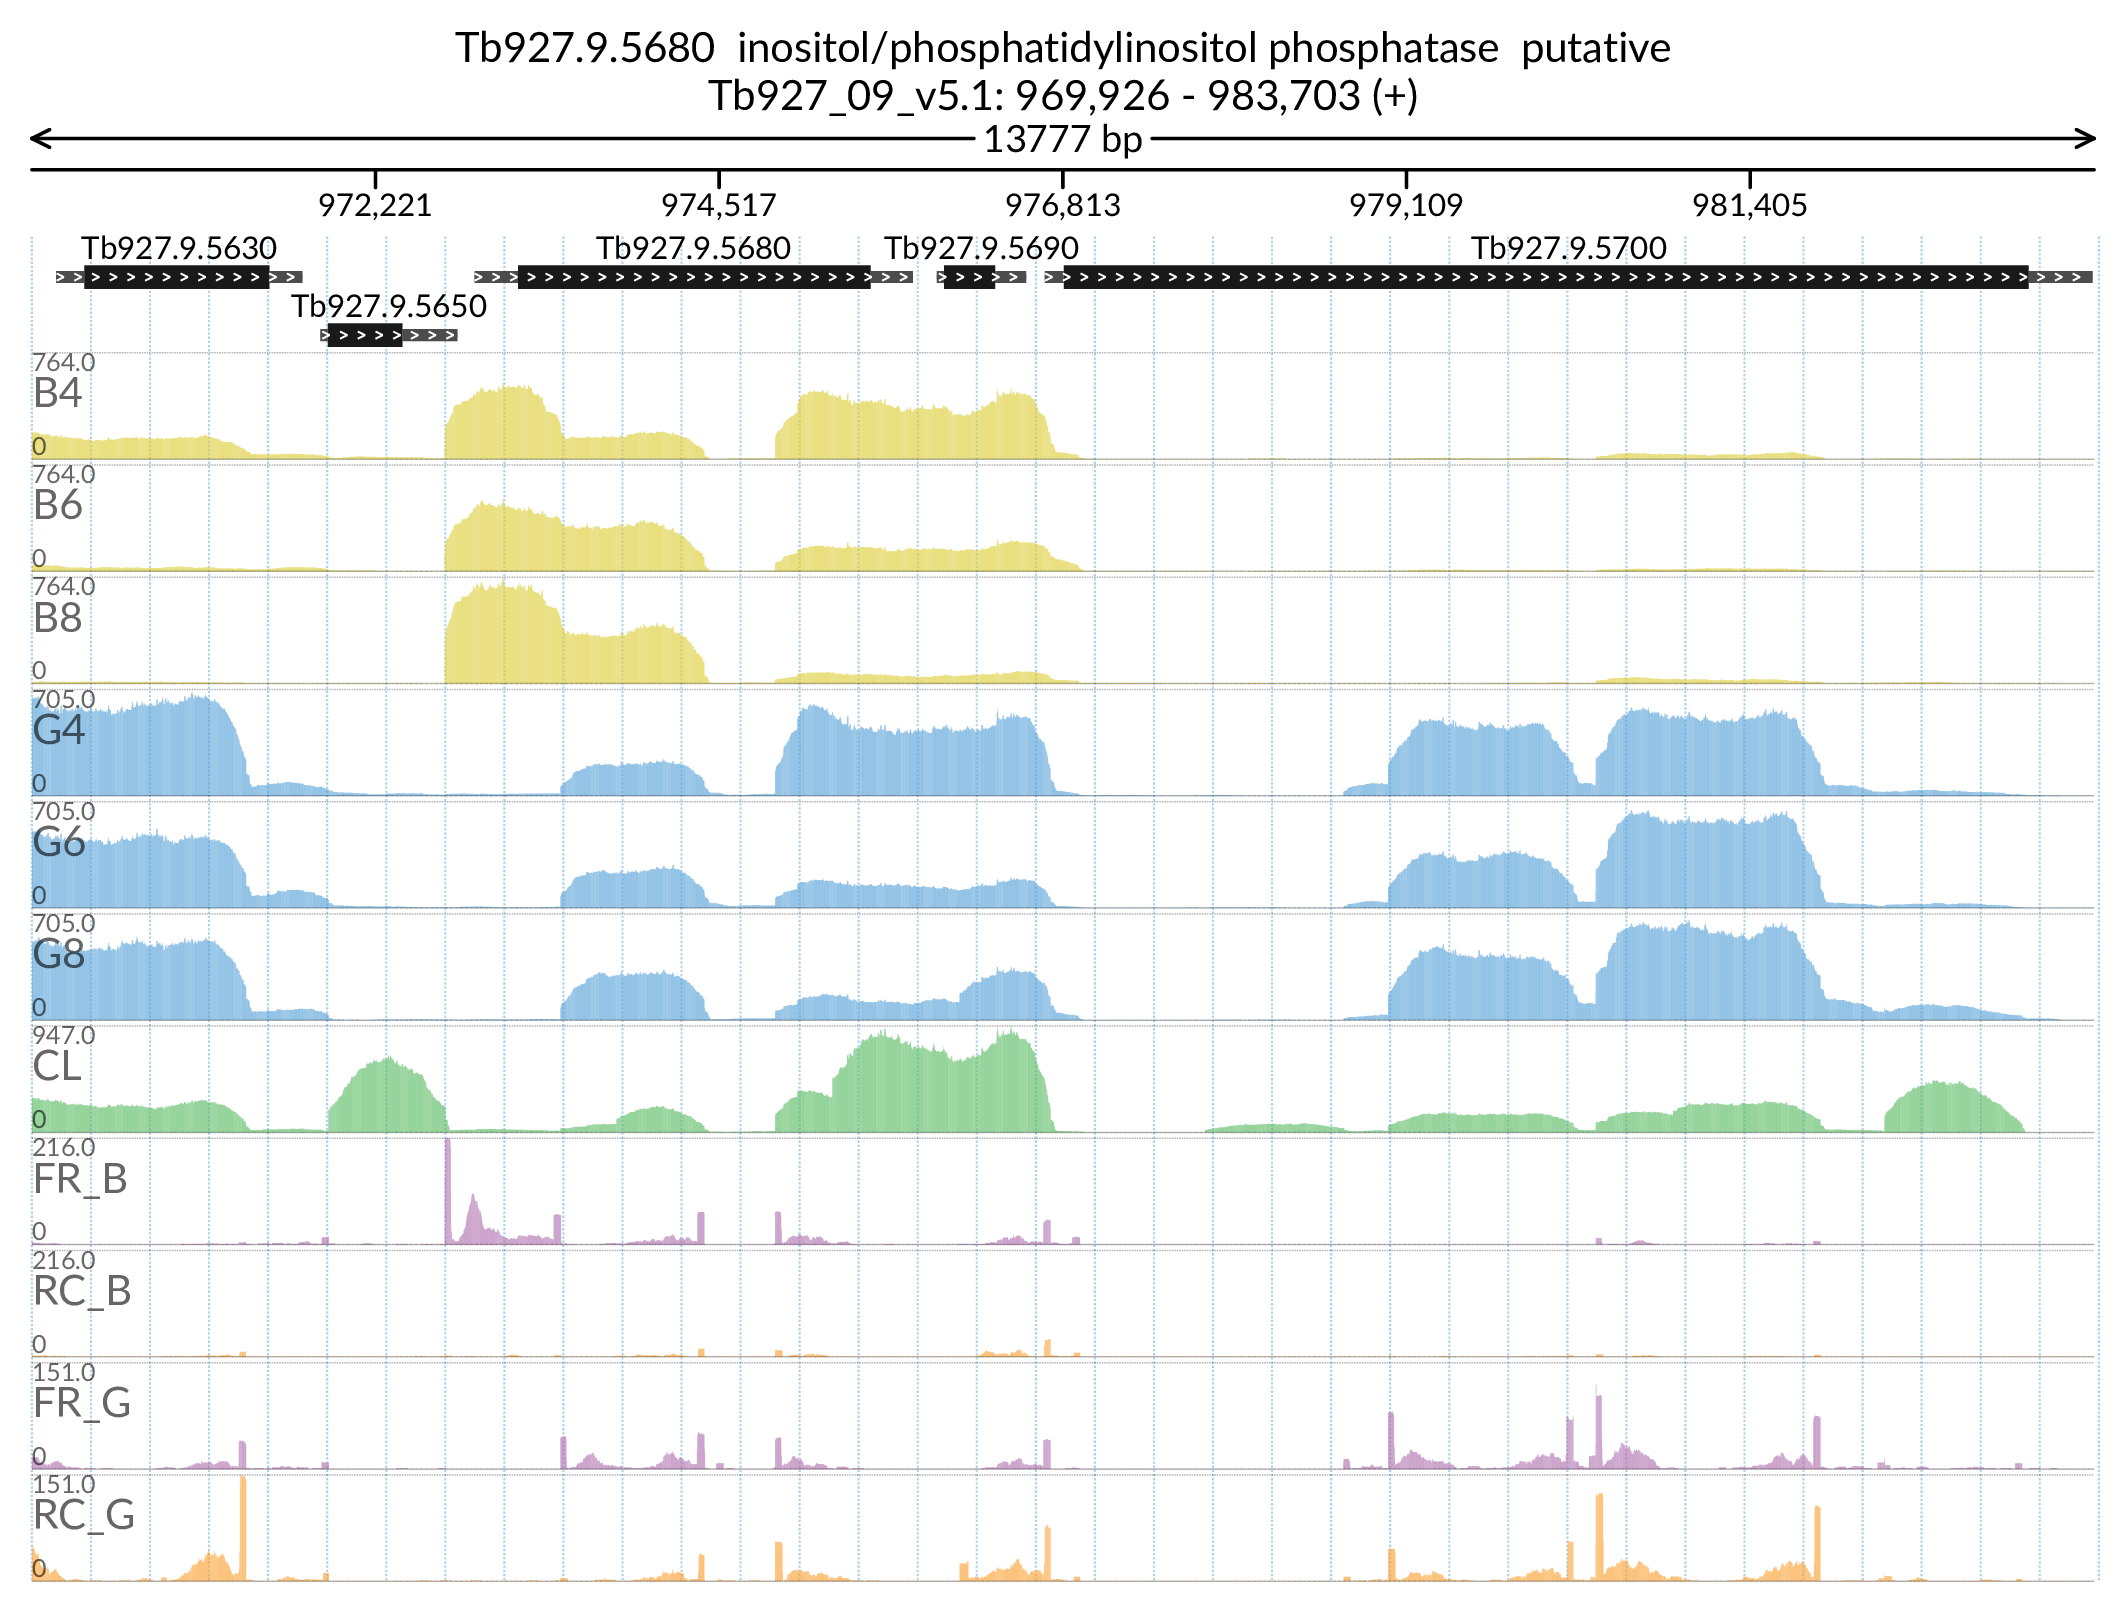 Tb927.9.5680  inositol/phosphatidylinositol phosphatase  putative
Tb927_09_v5.1: 969,926 - 983,703 (+)
13777 bp
972,221 974,517 976,813 979,109 981,405
Tb927.9.5630 Tb927.9.5680 Tb927.9.5690 Tb927.9.5700
Tb927.9.5650
764.0
B4
0
764.0
B6
0
764.0
B8
0
705.0
G4
0
705.0
G6
0
705.0
G8
0
947.0
CL
0
216.0
FR_B
0
216.0
RC_B
0
151.0
FR_G
0
151.0
RC_G
0